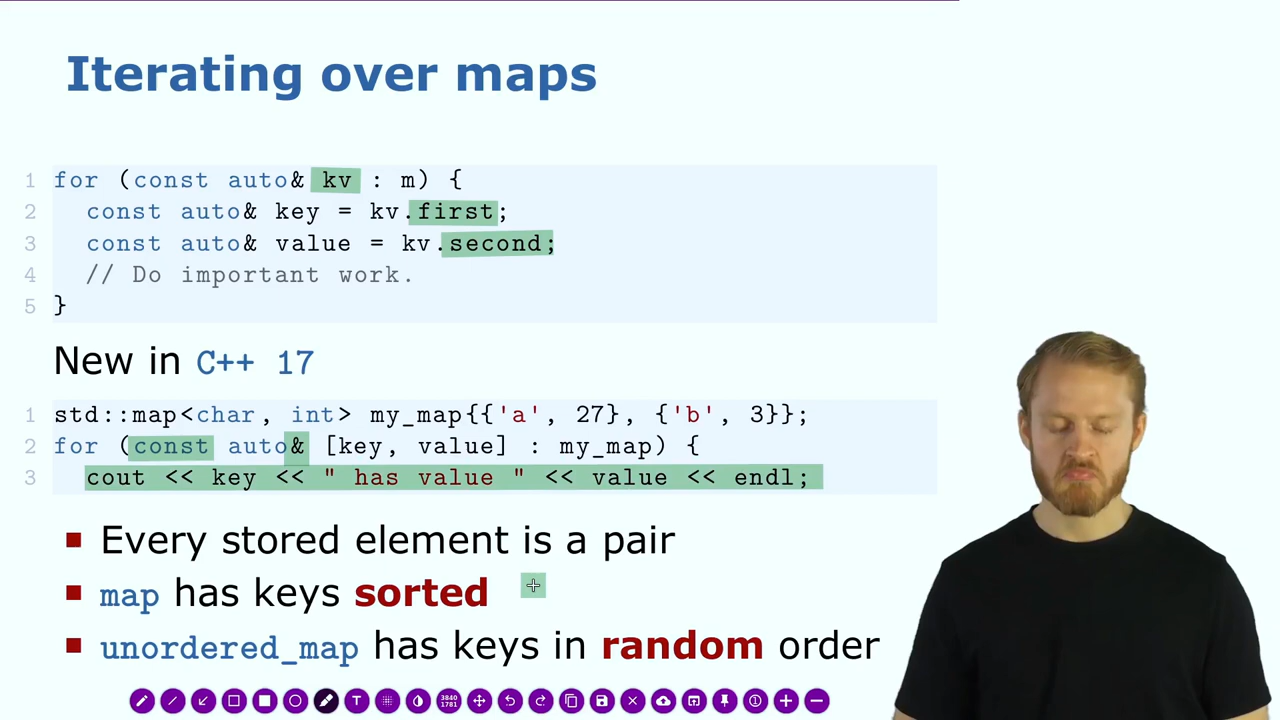 Iterating over maps
1 for (const auto& kv : m) {
2 const auto& key = kv.first;
3 const auto& value = kv.second;
4 // Do important work.
5 }
New in C++ 17
1 std::map<char, int> my_map{{'a', 27}, {'b', 3}};
2 for (const auto& [key, value] : my_map) {
3 cout << key << " has value " << value << endl;
Every stored element is a pair
map has keys sorted
unordered_map has keys in random order
T 3840 1
1781